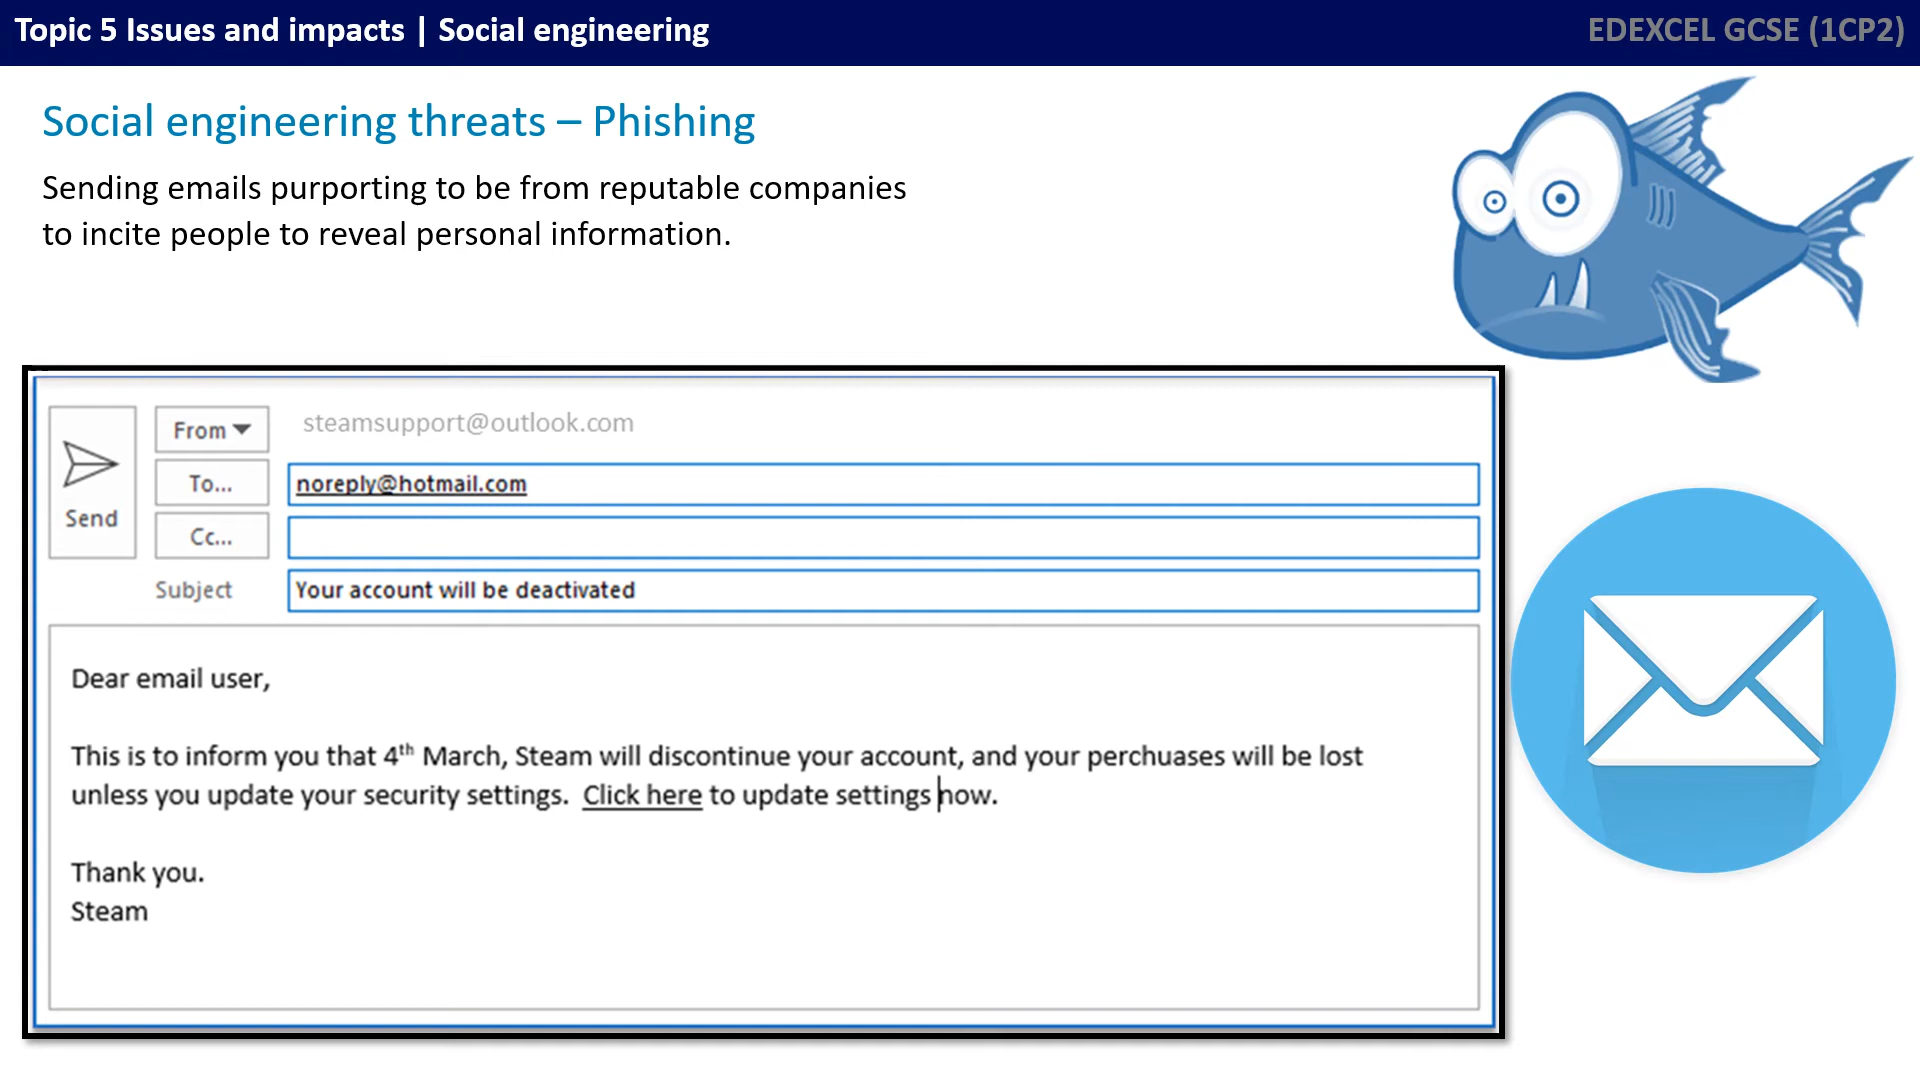 Topic 5 Issues and impacts | Social engineering
EDEXCEL GCSE (1CP2)
Social engineering threats – Phishing
Sending emails purporting to be from reputable companies
to incite people to reveal personal information.
From
steamsupport@outlook.com
To...
noreply@hotmail.com
Send
Cc...
Subject
Your account will be deactivated
Dear email user,
This is to inform you that 4th March, Steam will discontinue your account, and your perchuases will be lost
unless you update your security settings. Click here to update settings now.
Thank you.
Steam